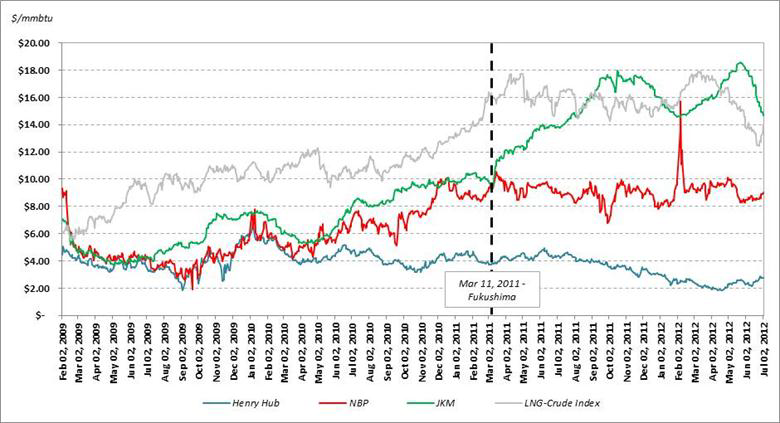 $/mmbtu
$20.00
$18.00
$16.00
$14.00
$12.00
$10.00
$8.00
$6.00
$4.00
$2.00
$-
Mar 11, 2011 -
Fukushima
Feb 02, 2009
Mar 02, 2009
Apr 02, 2009
May 02, 2009
Jun 02, 2009
Jul 02, 2009
Aug 02, 2009
Sep 02, 2009
Oct 02, 2009
Nov 02, 2009
Dec 02, 2009
Jan 02, 2010
Feb 02, 2010
Mar 02, 2010
Apr 02, 2010
May 02, 2010
Jun 02, 2010
Jul 02, 2010
Aug 02, 2010
Sep 02, 2010
Oct 02, 2010
Nov 02, 2010
Dec 02, 2010
Jan 02, 2011
Feb 02, 2011
Mar 02, 2011
Apr 02, 2011
May 02, 2011
Jun 02, 2011
Jul 02, 2011
Aug 02, 2011
Sep 02, 2011
Oct 02, 2011
Nov 02, 2011
Dec 02, 2011
Jan 02, 2012
Feb 02, 2012
Mar 02, 2012
Apr 02, 2012
May 02, 2012
Jun 02, 2012
Jul 02, 2012
Henry Hub
NBP
JKM
LNG-Crude Index